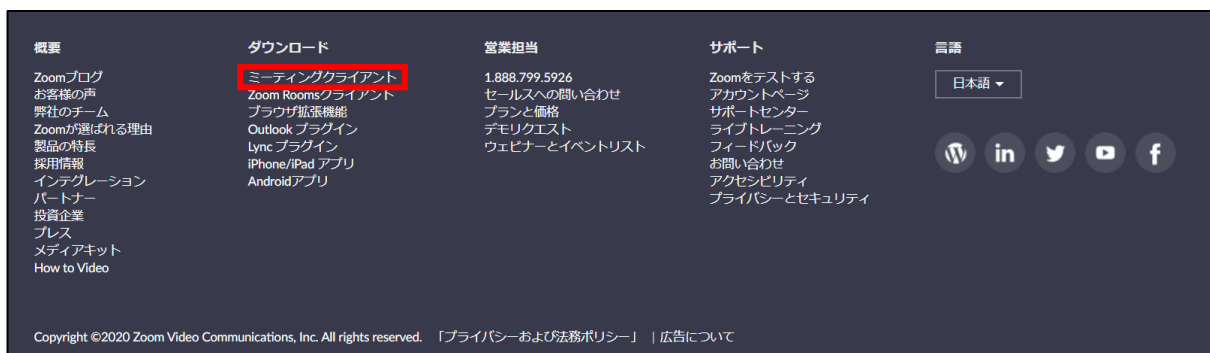 概要
Zoomブログ
お客様の声
弊社のチーム
Zoomが選ばれる理由
製品の特長
採用情報
インテグレーション
パートナー
投資企業
プレス
メディアキット
How to Video
ダウンロード
ミーティングクライアント
Zoom Roomsクライアント
ブラウザ拡張機能
Outlook プラグイン
Lync プラグイン
iPhone/iPad アプリ
Androidアプリ
営業担当
1.888.799.5926
セールスへの問い合わせ
プランと価格
デモリクエスト
ウェビナーとイベントリスト
サポート
Zoomをテストする
アカウントページ
サポートセンター
ライブトレーニング
フィードバック
お問い合わせ
アクセシビリティ
プライバシーとセキュリティ
言語
日本語
Copyright ©2020 Zoom Video Communications, Inc. All rights reserved. 「プライバシーおよび法務ポリシー」 | 広告について